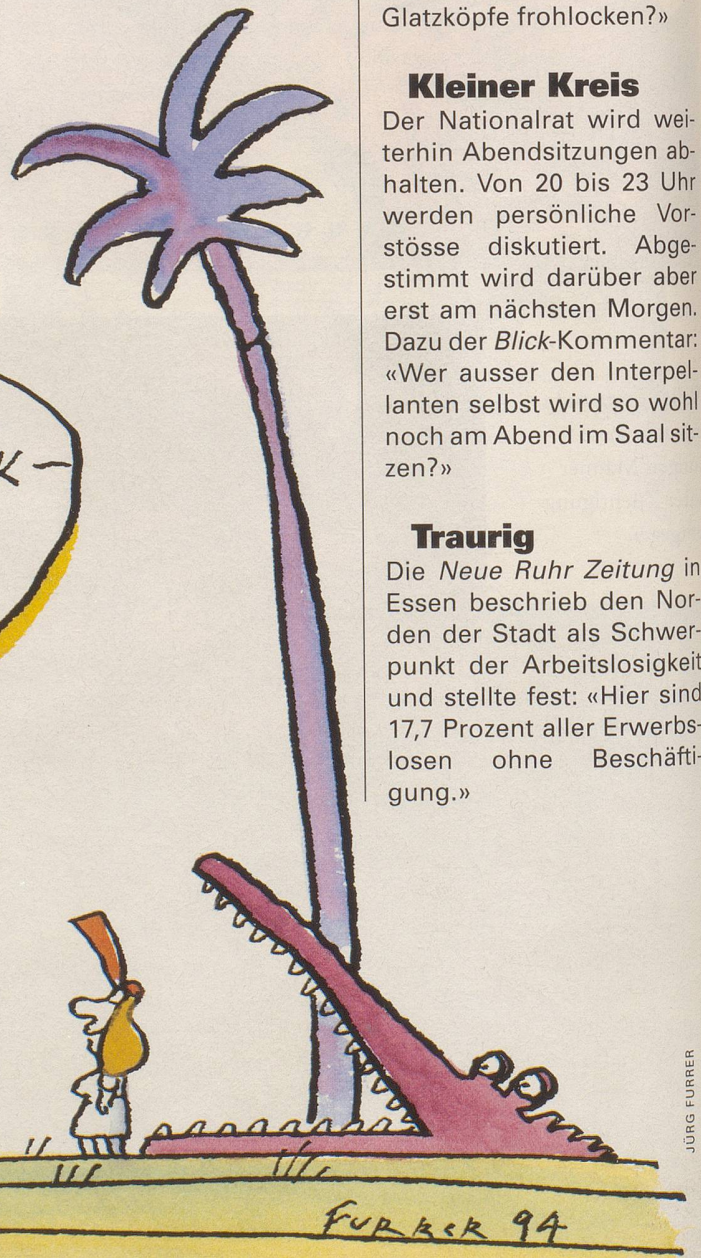 Glatzköpfe frohlocken?»
Kleiner Kreis
Der Nationalrat wird wei-
terhin Abendsitzungen ab-
halten. Von 20 bis 23 Uhr
werden persönliche Vor-
stösse diskutiert. Abge-
stimmt wird darüber aber
erst am nächsten Morgen.
Dazu der Blick-Kommentar:
«Wer ausser den Interpel-
lanten selbst wird so wohl
noch am Abend im Saal sit-
zen?»
Traurig
Die Neue Ruhr Zeitung in
Essen beschrieb den Nor-
den der Stadt als Schwer-
punkt der Arbeitslosigkeit
und stellte fest: «Hier sind
17,7 Prozent aller Erwerbs-
losen ohne Beschäfti-
gung.»
JÜRG FURRER
FURRER 94